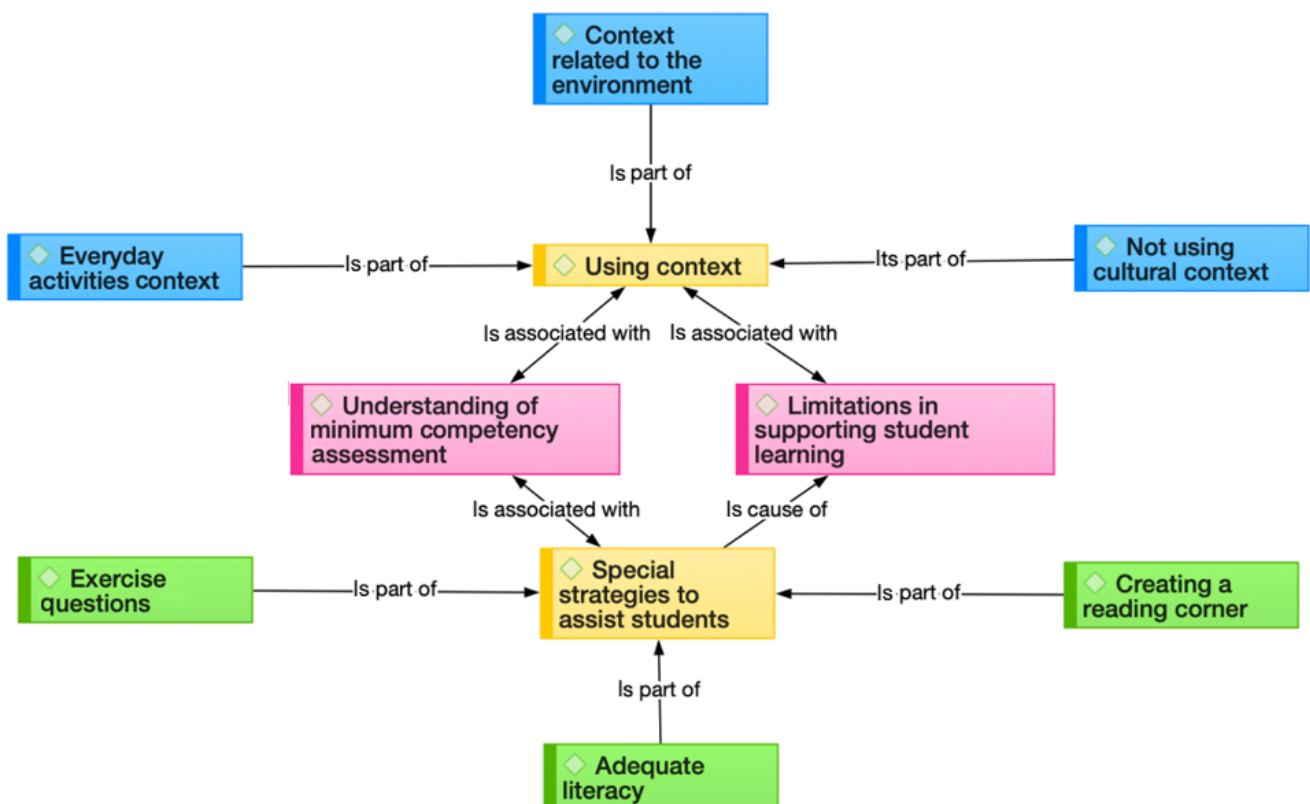 Context
related to the
environment
Is part of
Everyday
activities context
Is part of
Using context
Its part of
Not using
cultural context
Is associated with
Is associated with
Understanding of
minimum competency
assessment
Limitations in
supporting student
learning
Is associated with
Is cause of
Exercise
questions
Is part of
Special
strategies to
assist students
Is part of
Creating a
reading corner
Is part of
Adequate
literacy